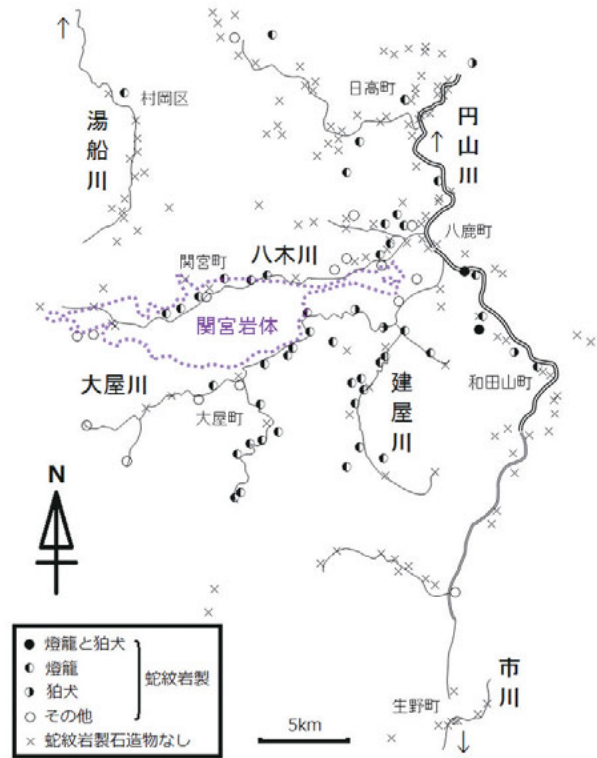 ↑
日高町
村岡区
湯船川
円山川
↑
八鹿町
八木川
関宮町
関宮岩体
大屋川
大屋町
建屋川
和田山町
N
市川
生野町
↓
5km
● 燈籠と狛犬
燈籠
狛犬
○ その他
蛇紋岩製
× 蛇紋岩製石造物なし